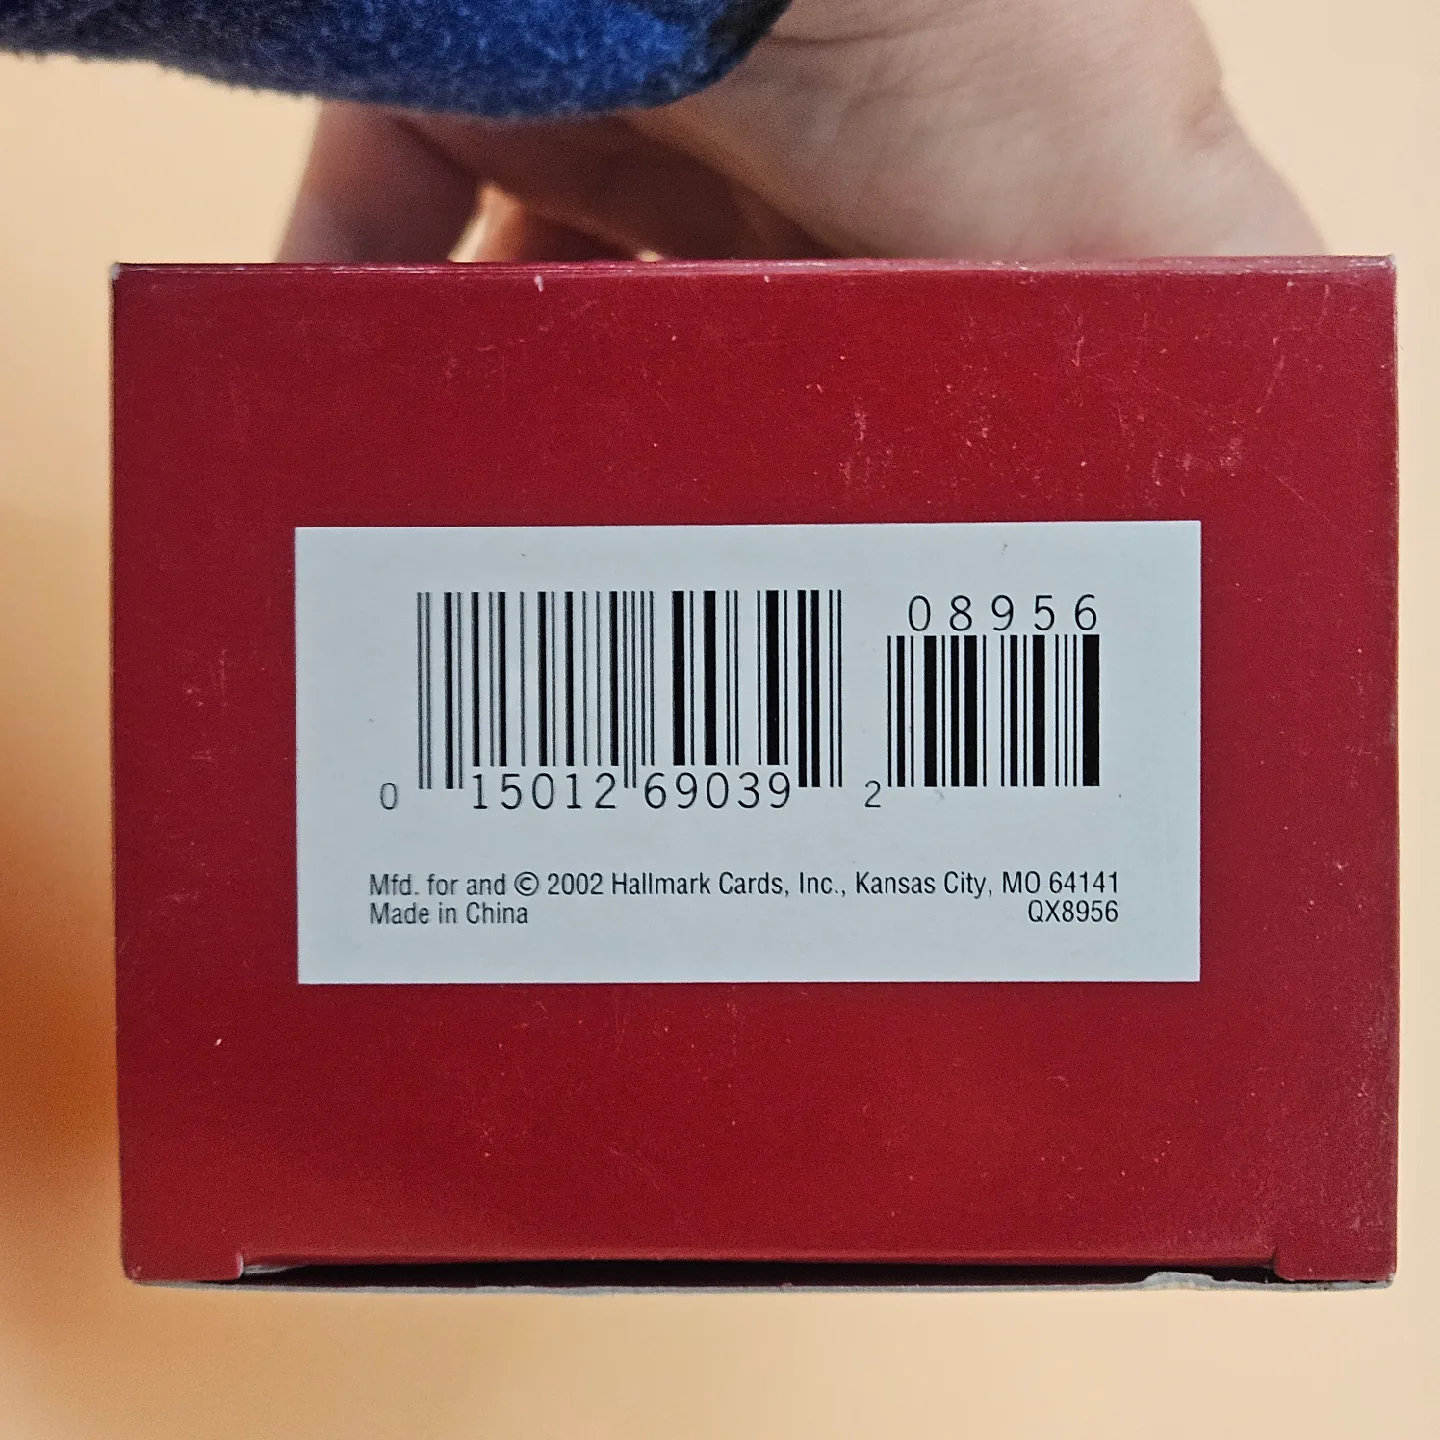 08956
0 15012 69039 2
Mfd. for and © 2002 Hallmark Cards, Inc., Kansas City, MO 64141
Made in China QX8956